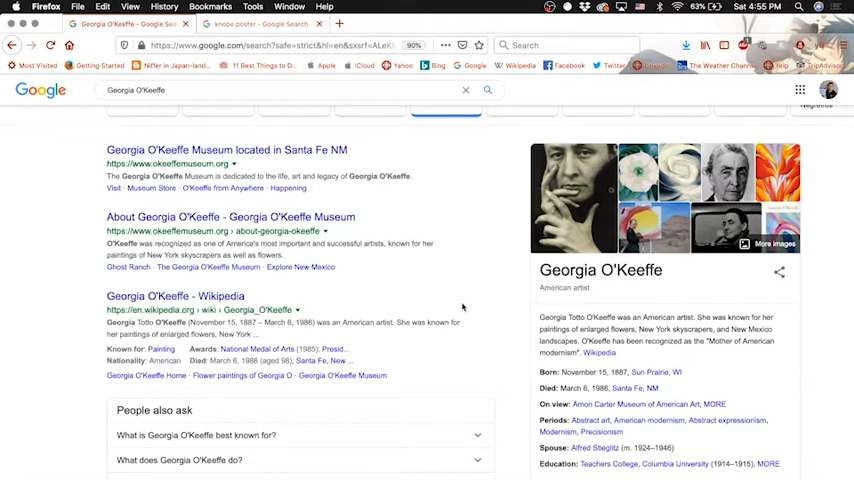 Firefox File Edit View History Bookmarks Tools Window Help 63% Sat 4:55 PM
Georgia O'Keeffe - Google Sea
knope poster - Google Search
https://www.google.com/search?safe=strict&hl=en&sxsrf=ALeK 90% Search
Most Visited Getting Started Niffer in Japan-land... 11 Best Things to D... Apple iCloud Yahoo Bing Google Wikipedia Facebook Twitter LinkedIn The Weather Channel Yelp TripAdvisor
Google
Georgia O'Keeffe
Negreiros
Georgia O'Keeffe Museum located in Santa Fe NM
https://www.okeeffemuseum.org
The Georgia O'Keeffe Museum is dedicated to the life, art and legacy of Georgia O'Keeffe.
Visit · Museum Store · O'Keeffe from Anywhere · Happening
About Georgia O'Keeffe - Georgia O'Keeffe Museum
https://www.okeeffemuseum.org › about-georgia-okeeffe
O'Keeffe was recognized as one of America's most important and successful artists, known for her
paintings of New York skyscrapers as well as flowers.
Ghost Ranch · The Georgia O'Keeffe Museum · Explore New Mexico
Georgia O'Keeffe - Wikipedia
https://en.wikipedia.org › wiki › Georgia_O'Keeffe
Georgia Totto O'Keeffe (November 15, 1887 – March 6, 1986) was an American artist. She was known for
her paintings of enlarged flowers, New York ...
Known for: Painting Awards: National Medal of Arts (1985); Presid...
Nationality: American Died: March 6, 1986 (aged 98); Santa Fe, New ...
Georgia O'Keeffe Home · Flower paintings of Georgia O · Georgia O'Keeffe Museum
People also ask
What is Georgia O'Keeffe best known for?
What does Georgia O'Keeffe do?
More images
Georgia O'Keeffe
American artist
Georgia Totto O'Keeffe was an American artist. She was known for her
paintings of enlarged flowers, New York skyscrapers, and New Mexico
landscapes. O'Keeffe has been recognized as the "Mother of American
modernism". Wikipedia
Born: November 15, 1887, Sun Prairie, WI
Died: March 6, 1986, Santa Fe, NM
On view: Amon Carter Museum of American Art, MORE
Periods: Abstract art, American modernism, Abstract expressionism,
Modernism, Precisionism
Spouse: Alfred Stieglitz (m. 1924–1946)
Education: Teachers College, Columbia University (1914–1915), MORE